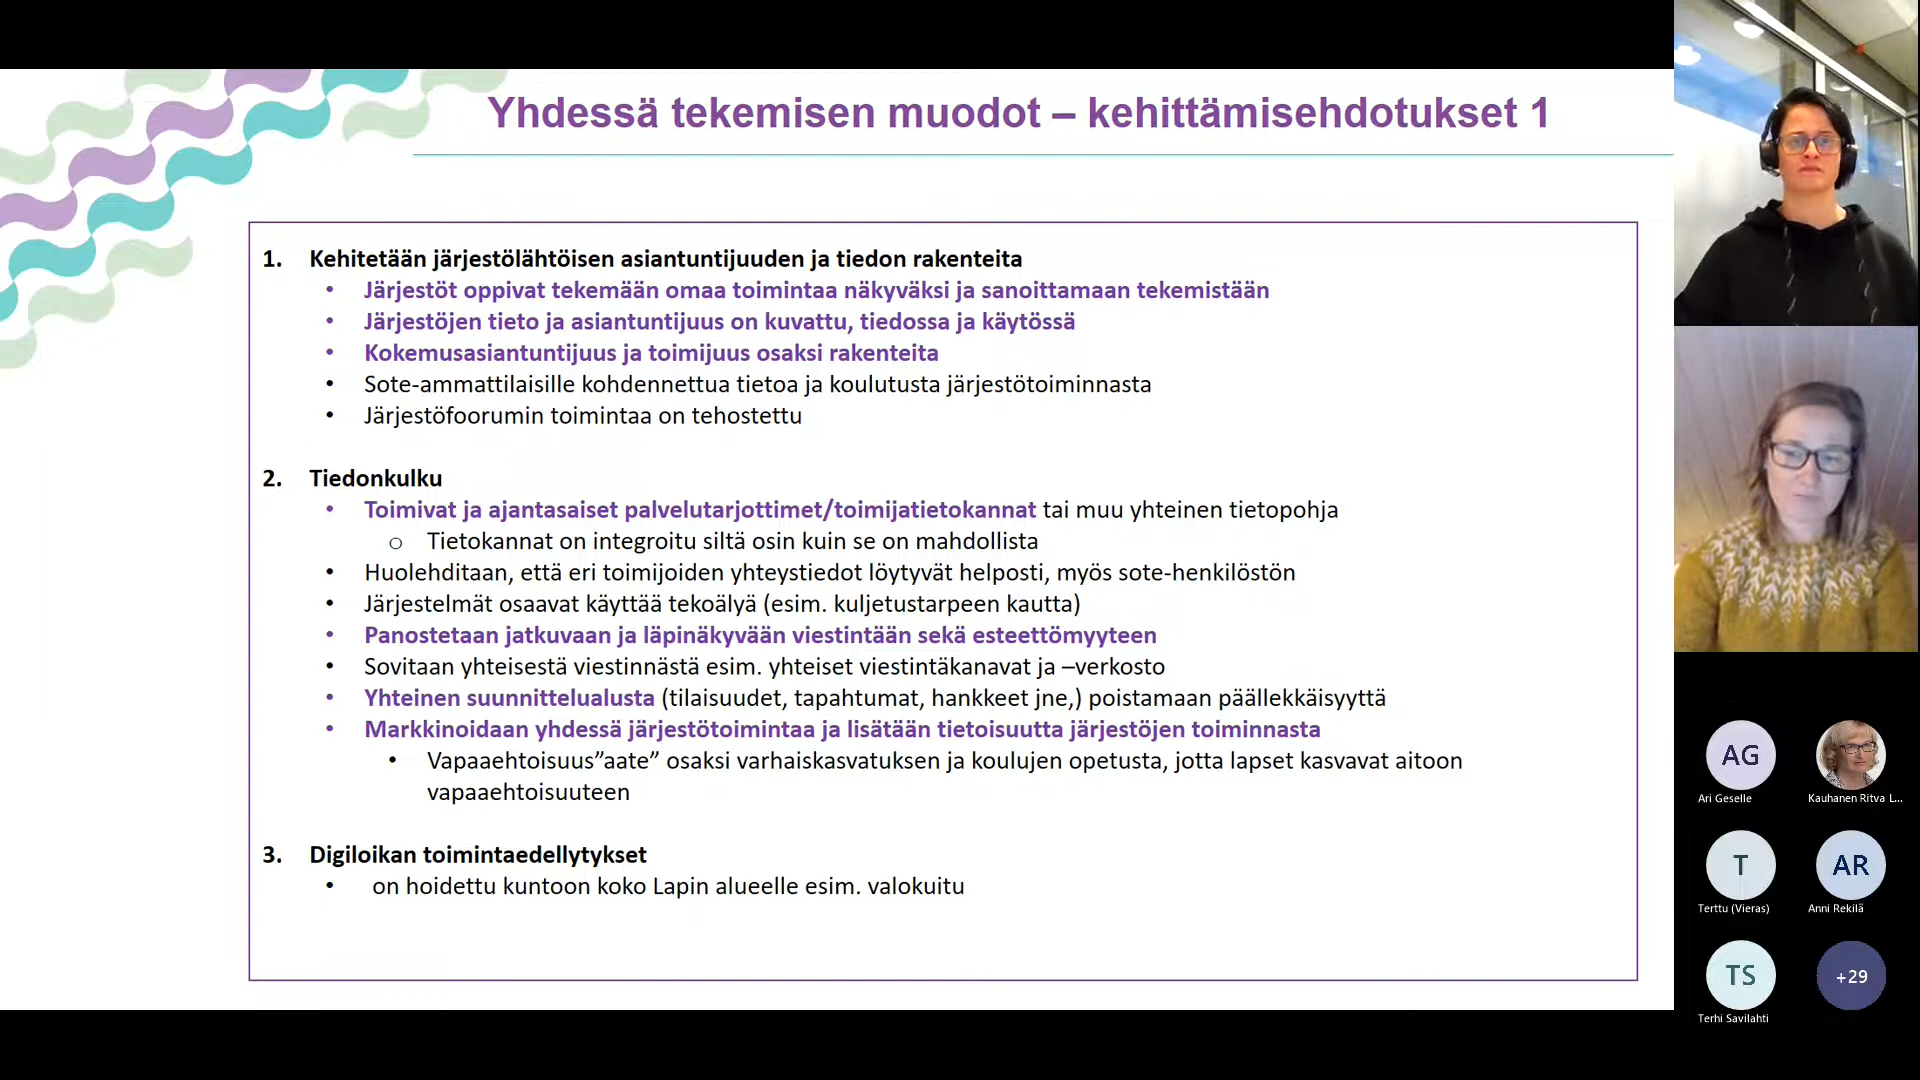 Yhdessä tekemisen muodot – kehittämisehdotukset 1
1. Kehitetään järjestölähtöisen asiantuntijuuden ja tiedon rakenteita
• Järjestöt oppivat tekemään omaa toimintaa näkyväksi ja sanoittamaan tekemistään
• Järjestöjen tieto ja asiantuntijuus on kuvattu, tiedossa ja käytössä
• Kokemusasiantuntijuus ja toimijuus osaksi rakenteita
• Sote-ammattilaisille kohdennettua tietoa ja koulutusta järjestötoiminnasta
• Järjestöfoorumin toimintaa on tehostettu
2. Tiedonkulku
• Toimivat ja ajantasaiset palvelutarjottimet/toimijatietokannat tai muu yhteinen tietopohja
o Tietokannat on integroitu siltä osin kuin se on mahdollista
• Huolehditaan, että eri toimijoiden yhteystiedot löytyvät helposti, myös sote-henkilöstön
• Järjestelmät osaavat käyttää tekoälyä (esim. kuljetustarpeen kautta)
• Panostetaan jatkuvaan ja läpinäkyvään viestintään sekä esteettömyyteen
• Sovitaan yhteisestä viestinnästä esim. yhteiset viestintäkanavat ja –verkosto
• Yhteinen suunnittelualusta (tilaisuudet, tapahtumat, hankkeet jne,) poistamaan päällekkäisyyttä
• Markkinoidaan yhdessä järjestötoimintaa ja lisätään tietoisuutta järjestöjen toiminnasta
• Vapaaehtoisuus”aate” osaksi varhaiskasvatuksen ja koulujen opetusta, jotta lapset kasvavat aitoon
vapaaehtoisuuteen
3. Digiloikan toimintaedellytykset
• on hoidettu kuntoon koko Lapin alueelle esim. valokuitu
AG
Ari Geselle
Kauhanen Ritva L...
T
Terttu (Vieras)
AR
Anni Rekilä
TS
Terhi Savilahti
+29